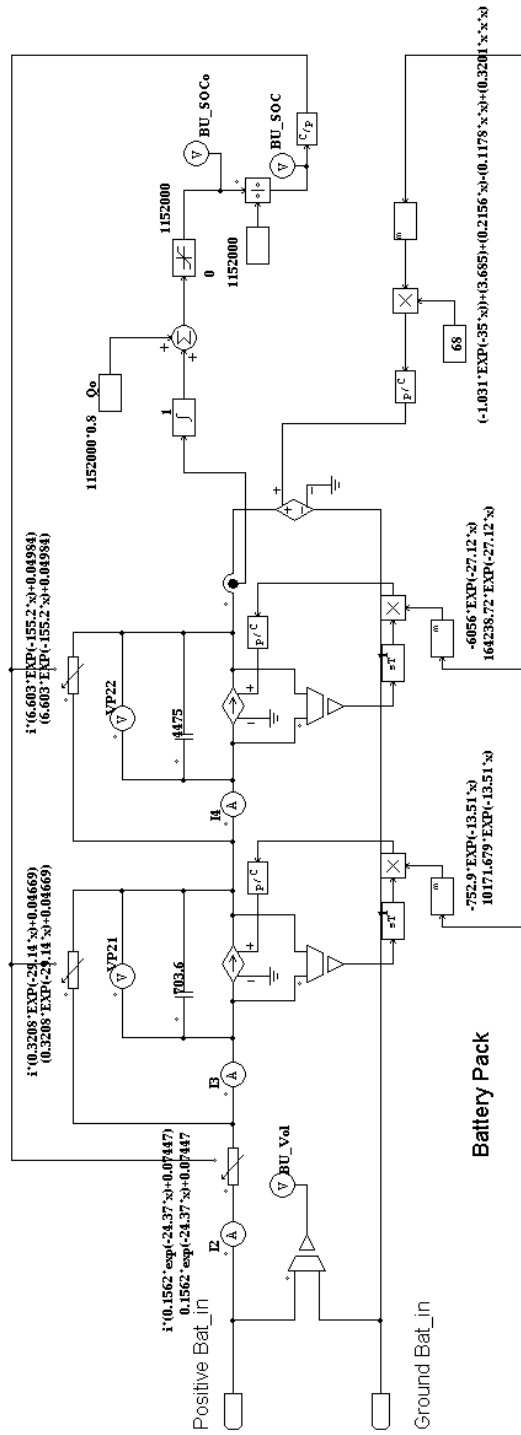 BU_SOCo
BU_SOC
V
V
C/p
1152000
0
1152000
Σ
+
+
Qo
1152000*0.8
∫
1
(-1.031*EXP(-35*x))+(3.685)+(0.2156*x)-(0.1178*x*x)+(0.3201*x*x*x)
m
×
68
p/C
+
+
-
-
i*(6.603*EXP(-155.2*x)+0.04984)
(6.603*EXP(-155.2*x)+0.04984)
VP22
V
4475
p/C
+
-
A
I4
×
1
sT
m
-6056*EXP(-27.12*x)
164238.72*EXP(-27.12*x)
i*(0.3208*EXP(-29.14*x)+0.04669)
(0.3208*EXP(-29.14*x)+0.04669)
VP21
V
703.6
p/C
+
-
A
I3
×
1
sT
m
-752.9*EXP(-13.51*x)
10171.679*EXP(-13.51*x)
i*(0.1562*exp(-24.37*x)+0.07447)
0.1562*exp(-24.37*x)+0.07447
A
I2
BU_Vol
V
Battery Pack
Positive Bat_in
Ground Bat_in